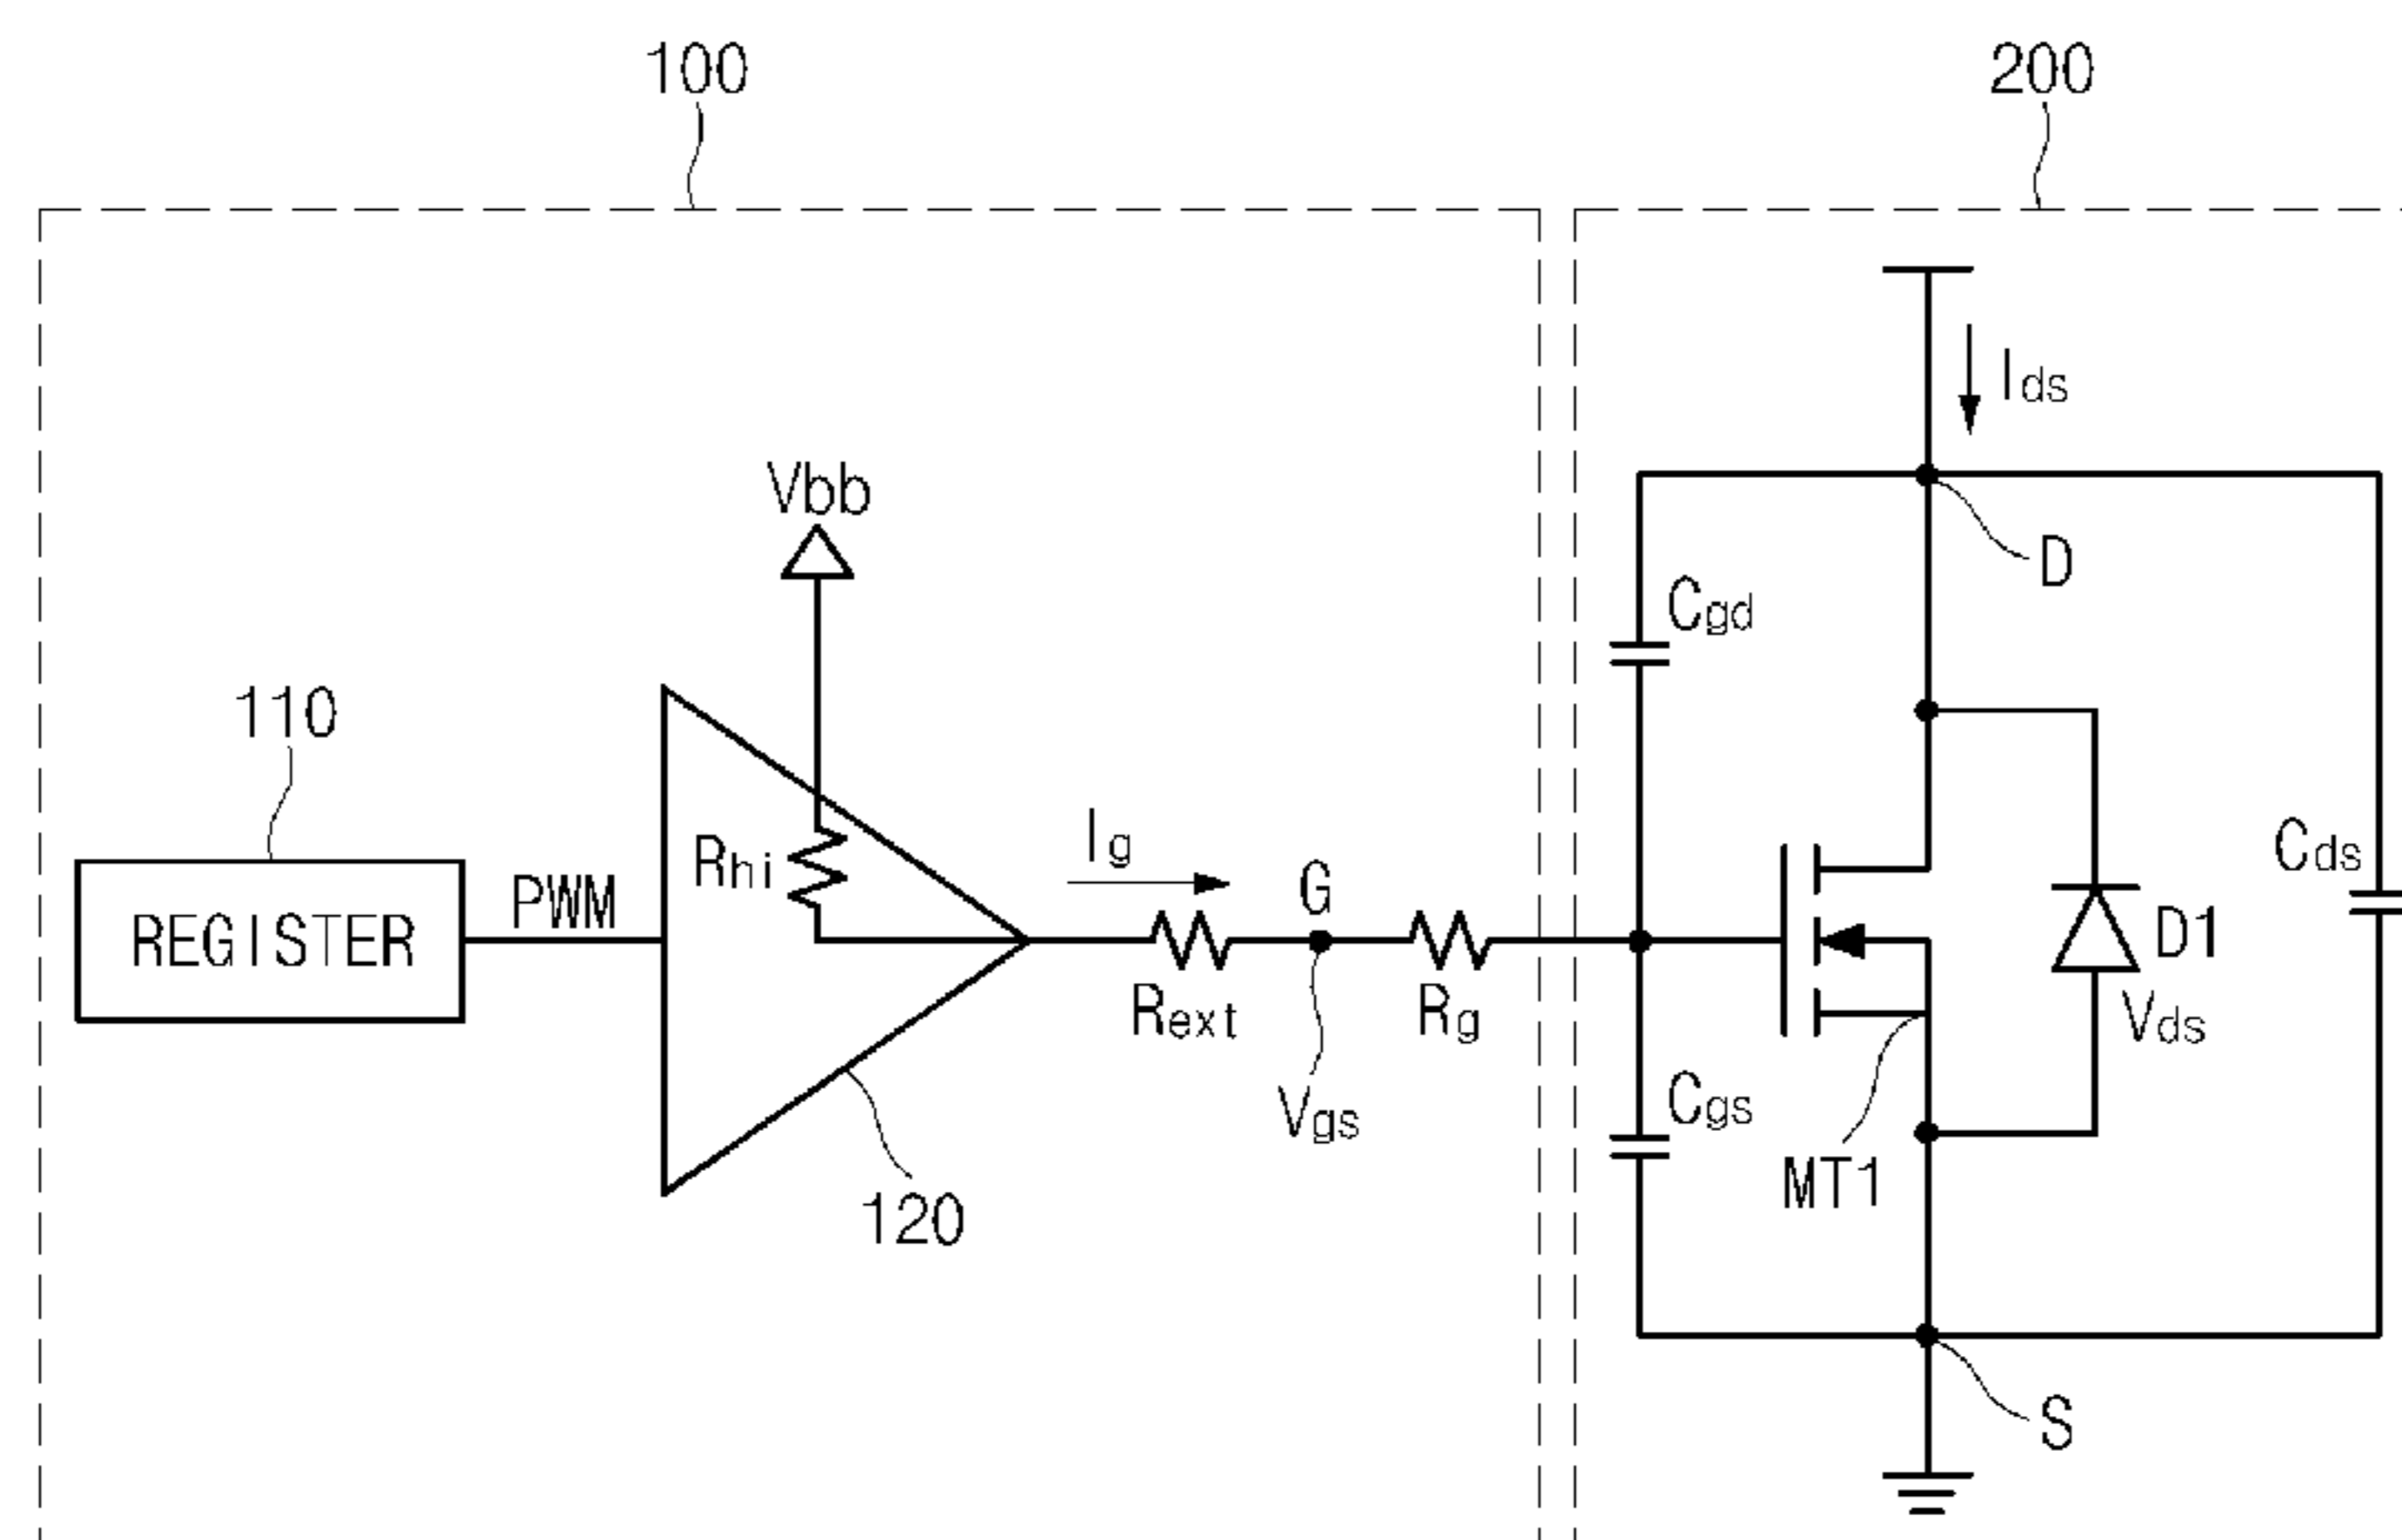 100
200
Ids
Vbb
D
Cgd
110
Rhi
Ig
G
Cds
REGISTER
PWM
D1
Rext
Rg
Vds
Vgs
Cgs
MT1
120
S